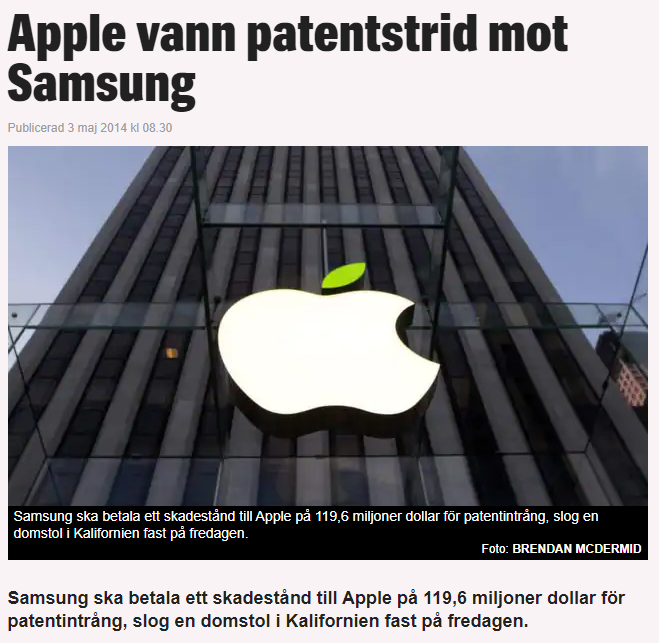 Apple vann patentstrid mot
Samsung
Publicerad 3 maj 2014 kl 08.30
Samsung ska betala ett skadestånd till Apple på 119,6 miljoner dollar för patentintrång, slog en
domstol i Kalifornien fast på fredagen.
Foto: BRENDAN MCDERMID
Samsung ska betala ett skadestånd till Apple på 119,6 miljoner dollar för
patentintrång, slog en domstol i Kalifornien fast på fredagen.